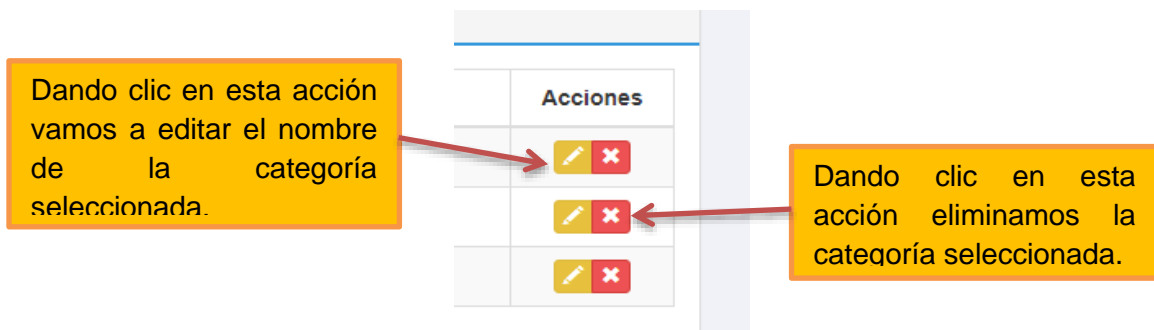 Dando clic en esta acción
vamos a editar el nombre
de la categoría
seleccionada.
Acciones
Dando clic en esta
acción eliminamos la
categoría seleccionada.